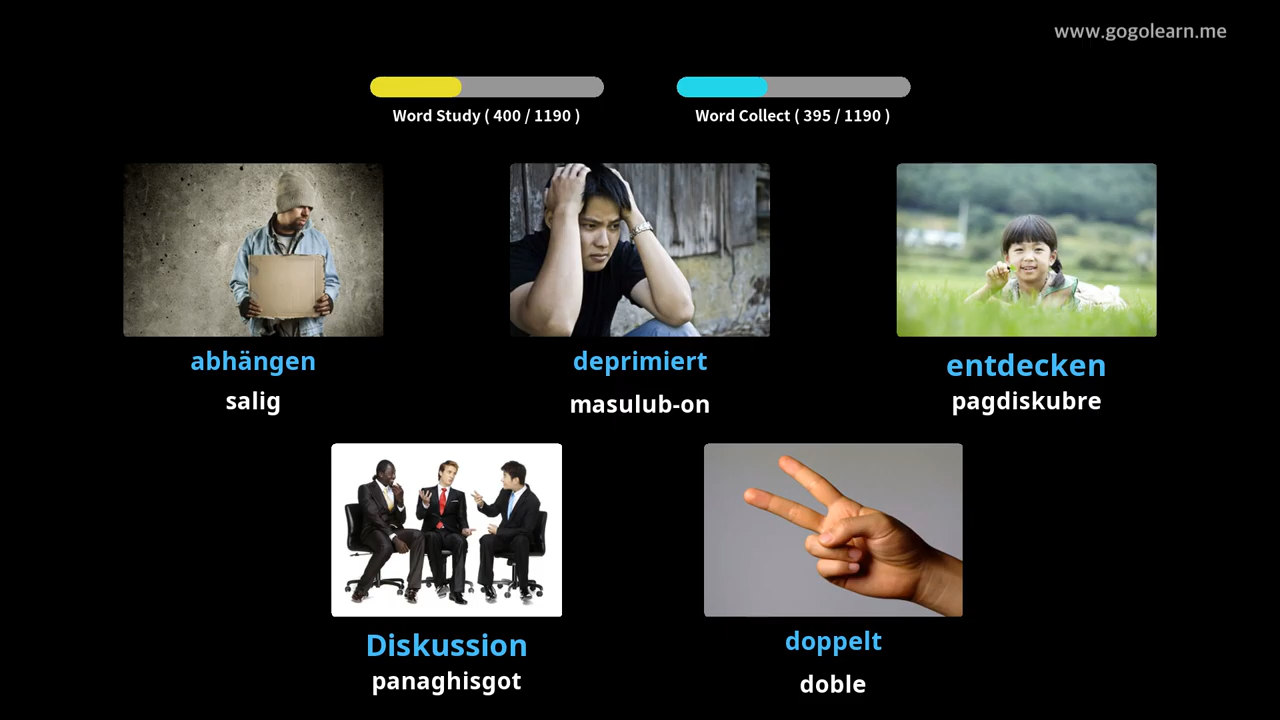 www.gogolearn.me
Word Study ( 400 / 1190 )
Word Collect ( 395 / 1190 )
abhängen
deprimiert
entdecken
salig
masulub-on
pagdiskubre
Diskussion
doppelt
panaghisgot
doble